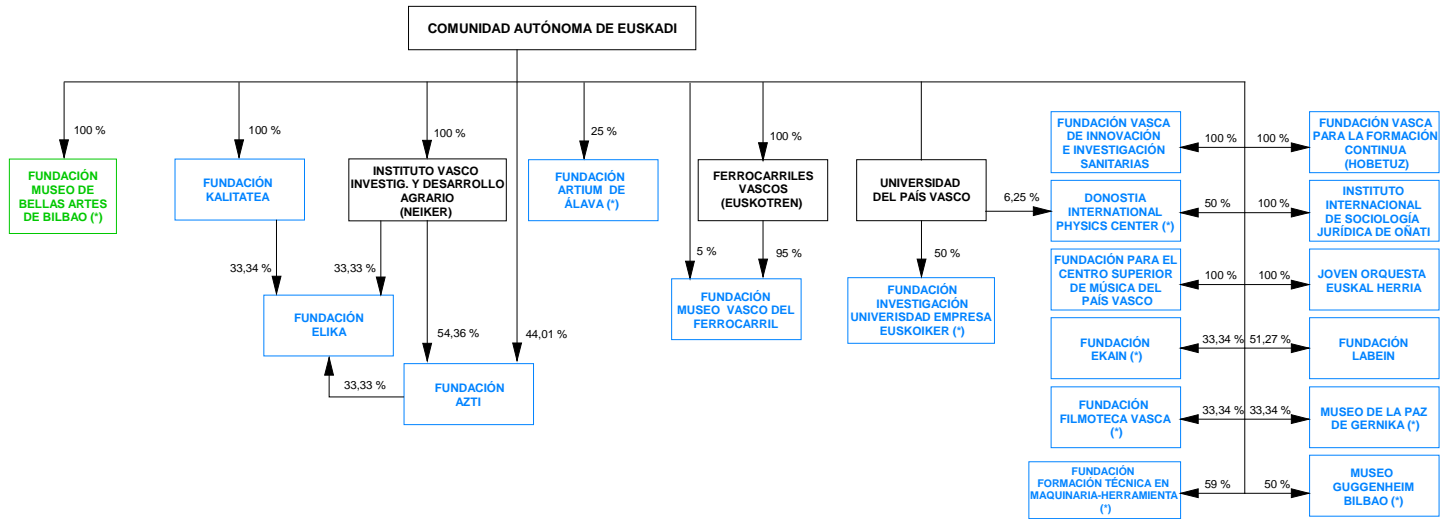 COMUNIDAD AUTÓNOMA DE EUSKADI
100 %
100 %
100 %
25 %
100 %
FUNDACIÓN
MUSEO DE
BELLAS ARTES
DE BILBAO (*)
FUNDACIÓN
KALITATEA
INSTITUTO VASCO
INVESTIG. Y DESARROLLO
AGRARIO
(NEIKER)
FUNDACIÓN
ARTIUM DE
ÁLAVA (*)
FERROCARRILES
VASCOS
(EUSKOTREN)
UNIVERSIDAD
DEL PAÍS VASCO
6,25 %
33,34 %
33,33 %
5 %
95 %
50 %
FUNDACIÓN
ELIKA
54,36 %
44,01 %
33,33 %
FUNDACIÓN
AZTI
FUNDACIÓN
MUSEO VASCO DEL
FERROCARRIL
FUNDACIÓN
INVESTIGACIÓN
UNIVERISDAD EMPRESA
EUSKOIKER (*)
FUNDACIÓN VASCA
DE INNOVACIÓN
E INVESTIGACIÓN
SANITARIAS
100 %
100 %
FUNDACIÓN VASCA
PARA LA FORMACIÓN
CONTINUA
(HOBETUZ)
DONOSTIA
INTERNATIONAL
PHYSICS CENTER (*)
50 %
100 %
INSTITUTO
INTERNACIONAL
DE SOCIOLOGÍA
JURÍDICA DE OÑATI
FUNDACIÓN PARA EL
CENTRO SUPERIOR
DE MÚSICA DEL
PAÍS VASCO
100 %
100 %
JOVEN ORQUESTA
EUSKAL HERRIA
FUNDACIÓN
EKAIN (*)
33,34 %
51,27 %
FUNDACIÓN
LABEIN
FUNDACIÓN
FILMOTECA VASCA
(*)
33,34 %
33,34 %
MUSEO DE LA PAZ
DE GERNIKA (*)
FUNDACIÓN
FORMACIÓN TÉCNICA EN
MAQUINARIA-HERRAMIENTA
(*)
59 %
50 %
MUSEO
GUGGENHEIM
BILBAO (*)